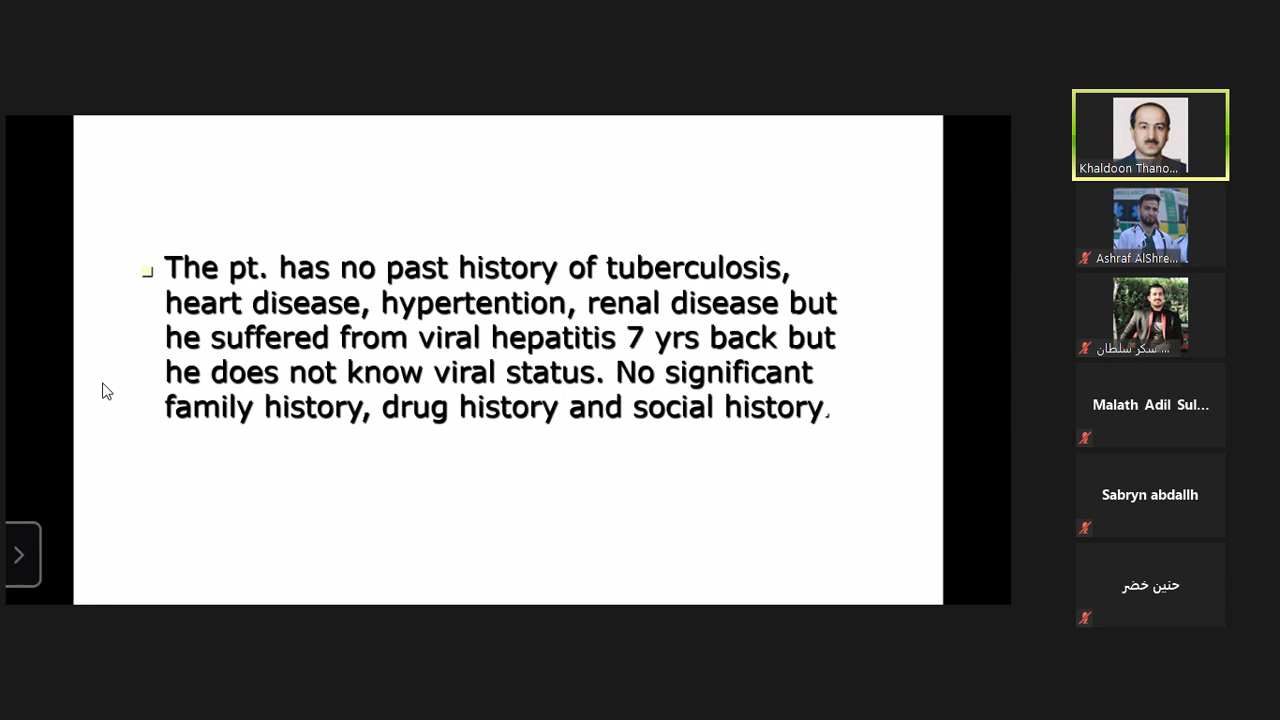 The pt. has no past history of tuberculosis,
heart disease, hypertention, renal disease but
he suffered from viral hepatitis 7 yrs back but
he does not know viral status. No significant
family history, drug history and social history.
Khaldoon Thano...
Ashraf AlShre...
سكر سلطان ...
Malath Adil Sul...
Sabryn abdallh
حنين خضر